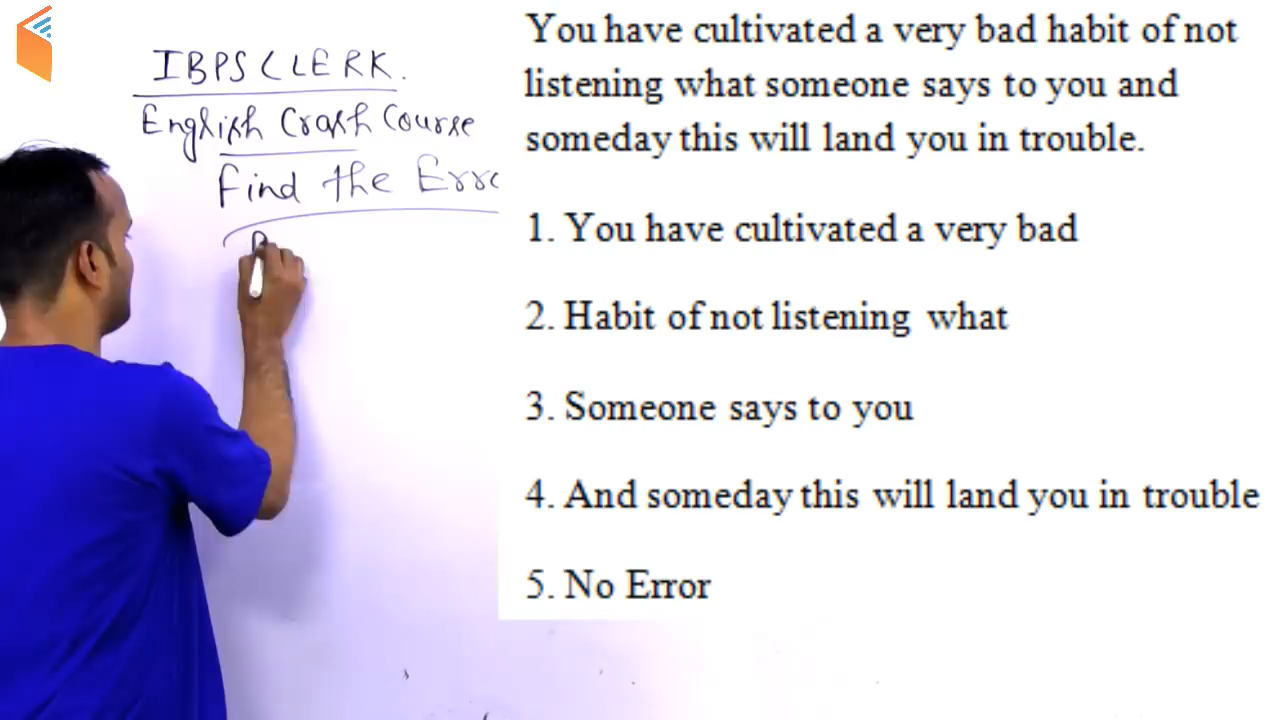 IBPS CLERK.
English Crash Course
Find the Erro
You have cultivated a very bad habit of not
listening what someone says to you and
someday this will land you in trouble.
1. You have cultivated a very bad
2. Habit of not listening what
3. Someone says to you
4. And someday this will land you in trouble
5. No Error